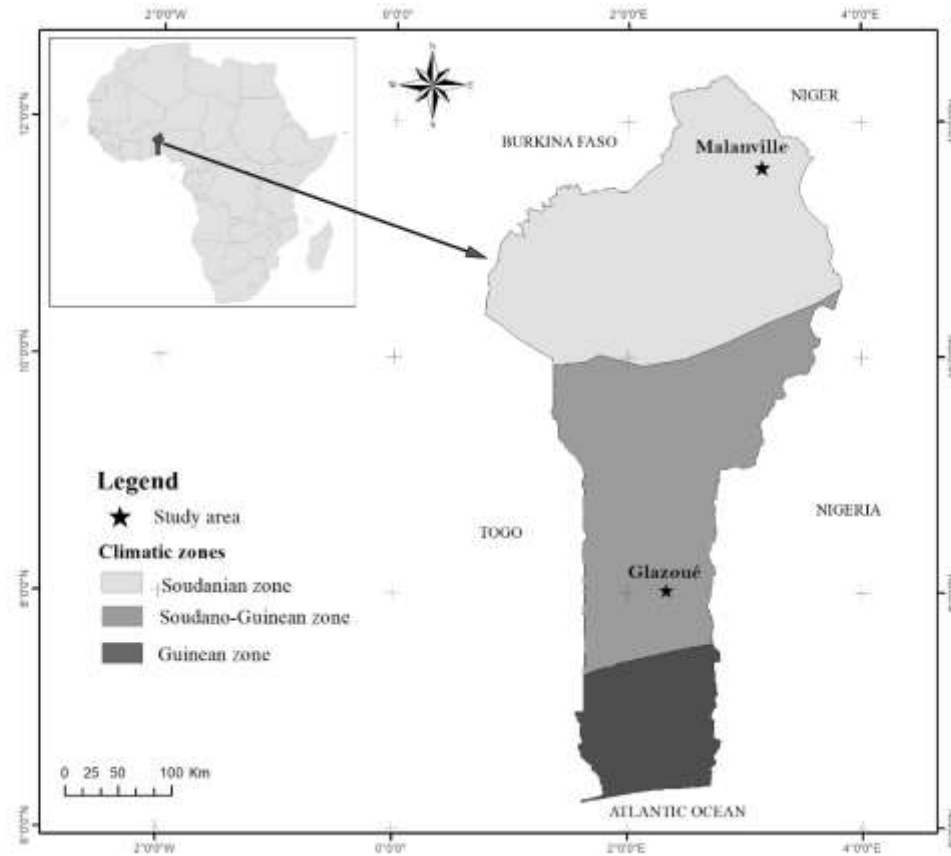 2°0'0"W 0°0'0 2°0'0"E 4°0'0"E
N
W E
S
12°0'0"N
NIGER
BURKINA FASO
Malanville
10°0'0"N
Legend
Study area
Climatic zones
Soudanian zone
Soudano-Guinean zone
Guinean zone
TOGO
NIGERIA
Glazoué
8°0'0"N
0 25 50 100 Km
ATLANTIC OCEAN
6°0'0"N
2°0'0"W 0°0'0" 2°0'0"E 4°0'0"E